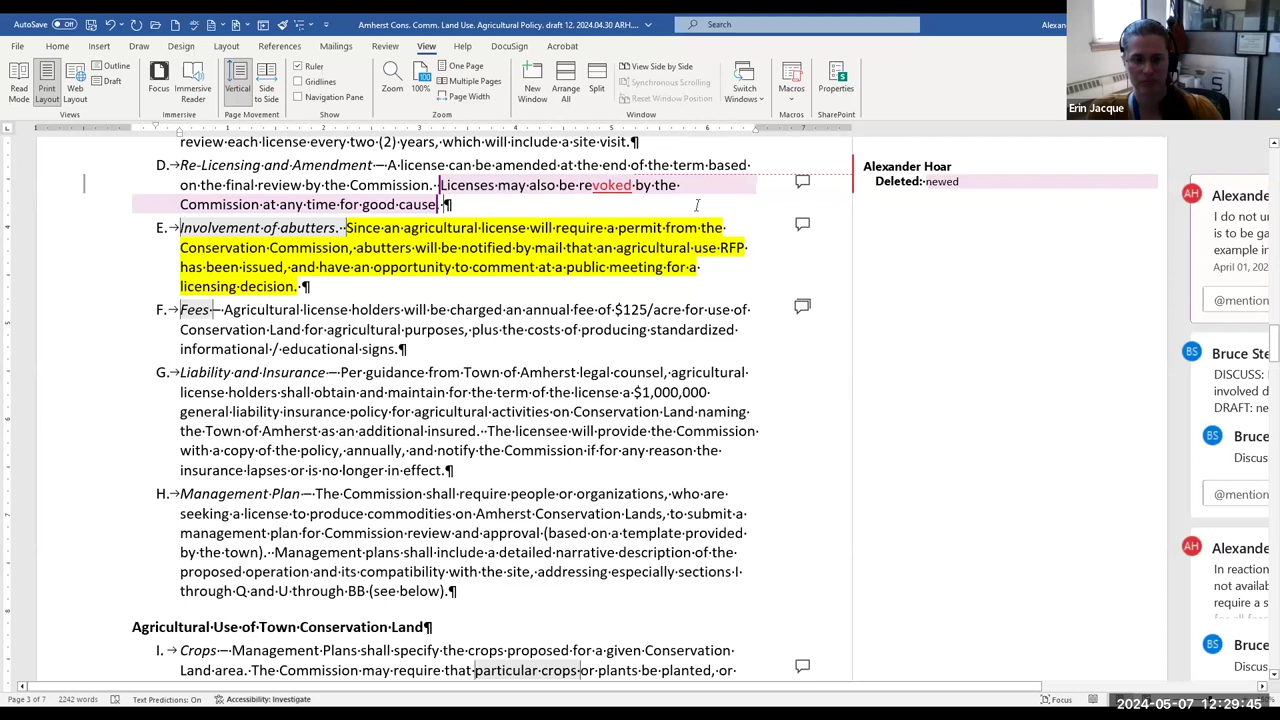 AutoSave Off
Amherst Cons. Comm. Land Use. Agricultural Policy. draft 12. 2024.04.30 ARH....
Search
File Home Insert Draw Design Layout References Mailings Review View Help DocuSign Acrobat
Read Mode
Print Layout
Web Layout
Outline
Draft
Views
Focus
Immersive Reader
Immersive
Vertical
Side to Side
Page Movement
Ruler
Gridlines
Navigation Pane
Show
Zoom
100%
One Page
Multiple Pages
Page Width
Zoom
New Window
Arrange All
Split
View Side by Side
Synchronous Scrolling
Reset Window Position
Switch Windows
Window
Macros
Macros
Properties
SharePoint
Erin Jacque
review each license every two (2) years, which will include a site visit.¶
D. Re-Licensing and Amendment – A license can be amended at the end of the term based
on the final review by the Commission. Licenses may also be revoked by the
Commission at any time for good cause. ¶
E. Involvement of abutters. Since an agricultural license will require a permit from the
Conservation Commission, abutters will be notified by mail that an agricultural use RFP
has been issued, and have an opportunity to comment at a public meeting for a
licensing decision. ¶
F. Fees – Agricultural license holders will be charged an annual fee of $125/acre for use of
Conservation Land for agricultural purposes, plus the costs of producing standardized
informational / educational signs.¶
G. Liability and Insurance – Per guidance from Town of Amherst legal counsel, agricultural
license holders shall obtain and maintain for the term of the license a $1,000,000
general liability insurance policy for agricultural activities on Conservation Land naming
the Town of Amherst as an additional insured. The licensee will provide the Commission
with a copy of the policy, annually, and notify the Commission if for any reason the
insurance lapses or is no longer in effect.¶
H. Management Plan – The Commission shall require people or organizations, who are
seeking a license to produce commodities on Amherst Conservation Lands, to submit a
management plan for Commission review and approval (based on a template provided
by the town). Management plans shall include a detailed narrative description of the
proposed operation and its compatibility with the site, addressing especially sections I
through Q and U through BB (see below).¶
Agricultural Use of Town Conservation Land¶
I. Crops – Management Plans shall specify the crops proposed for a given Conservation
Land area. The Commission may require that particular crops or plants be planted, or
Alexander Hoar
Deleted: newed
AH Alexande
I do not u
is to be ga
example in
April 01, 202
@mention
BS Bruce Ste
DISCUSS:
involved d
DRAFT: ne
BS Bruce
Discus
@mention
AH Alexande
In reaction
not availab
require a s
BS Bruce
Discus
Page 3 of 7 2242 words Text Predictions: On Accessibility: Investigate
Focus
2024-05-07 12:29:45